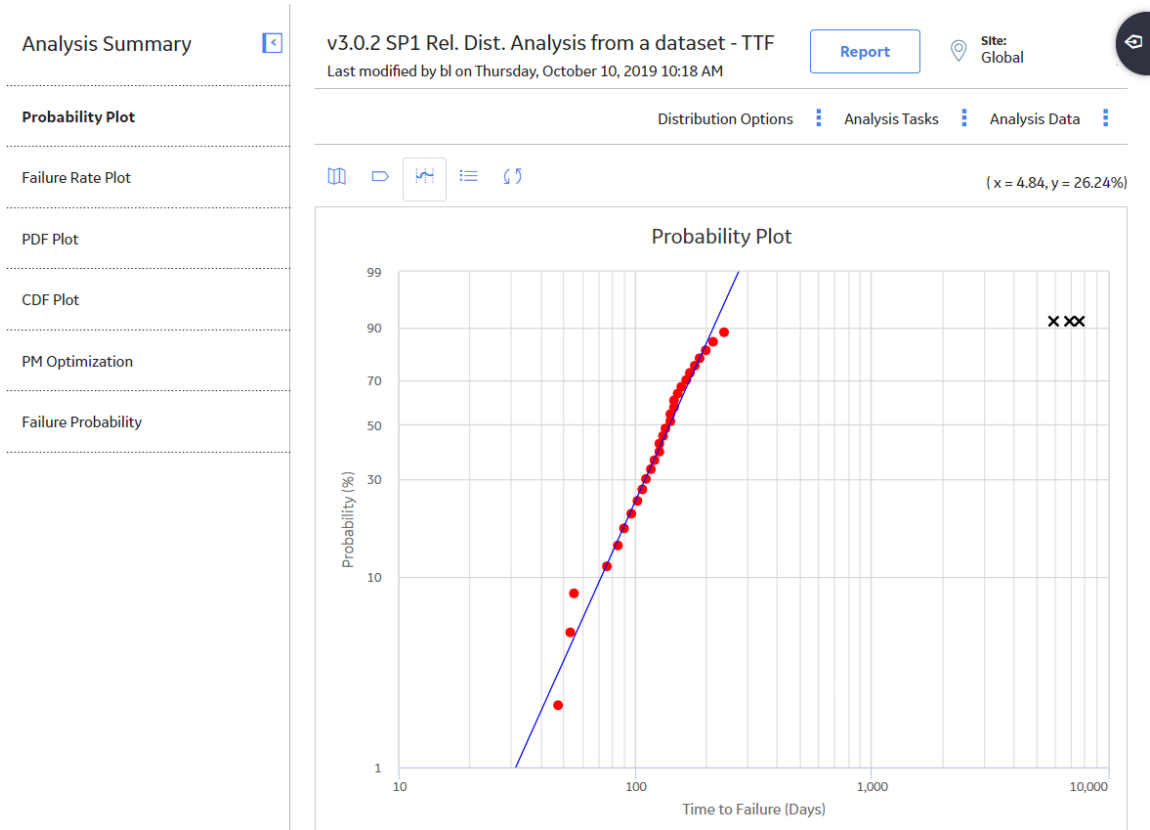 Analysis Summary
v3.0.2 SP1 Rel. Dist. Analysis from a dataset - TTF
Last modified by bl on Thursday, October 10, 2019 10:18 AM
Report
Site:
Global
Probability Plot
Failure Rate Plot
PDF Plot
CDF Plot
PM Optimization
Failure Probability
Distribution Options
Analysis Tasks
Analysis Data
( x = 4.84, y = 26.24%)
Probability Plot
Probability (%)
99
90
70
50
30
10
1
10
100
1,000
10,000
Time to Failure (Days)